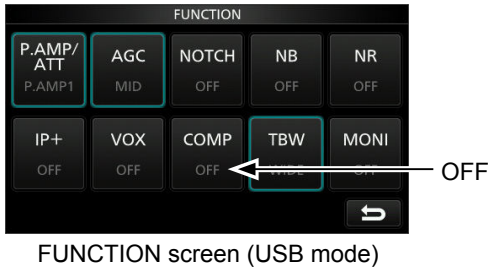 FUNCTION
P.AMP/
ATT
P.AMP1
AGC
MID
NOTCH
OFF
NB
OFF
NR
OFF
IP+
OFF
VOX
OFF
COMP
OFF
TBW
WIDE
MONI
OFF
OFF
FUNCTION screen (USB mode)